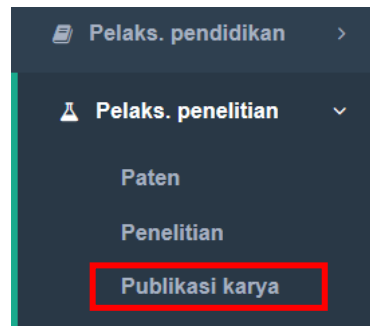 Pelaks. pendidikan
Pelaks. penelitian
Paten
Penelitian
Publikasi karya